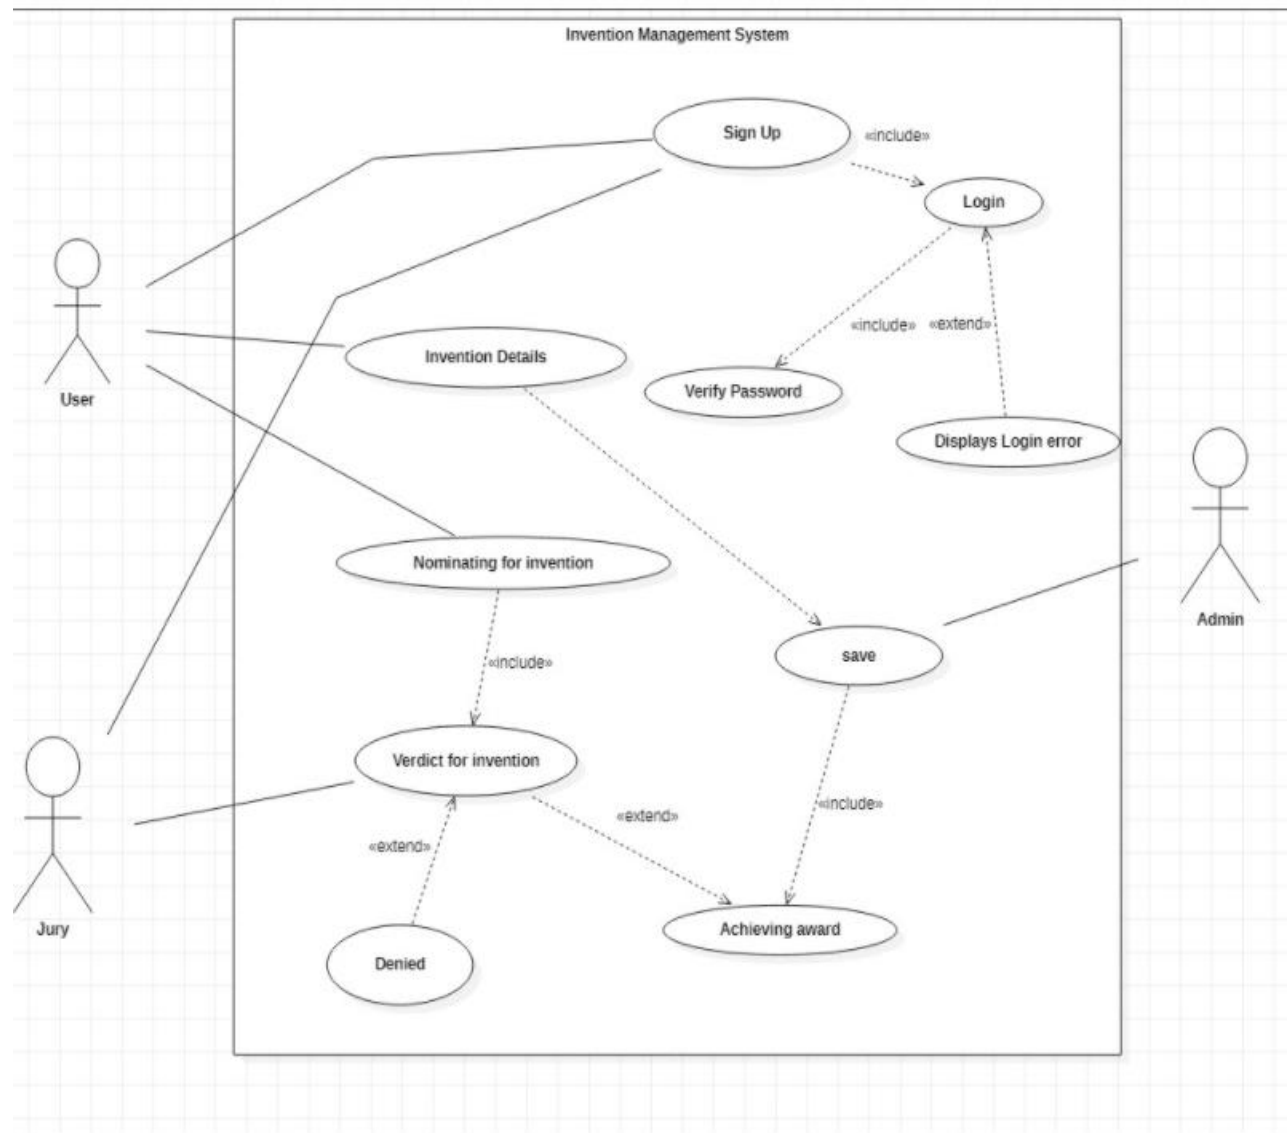 Invention Management System
Sign Up
«include»
Login
«include»
«extend»
Invention Details
Verify Password
User
Displays Login error
Nominating for invention
Admin
save
«include»
Verdict for invention
«include»
«extend»
«extend»
Jury
Achieving award
Denied